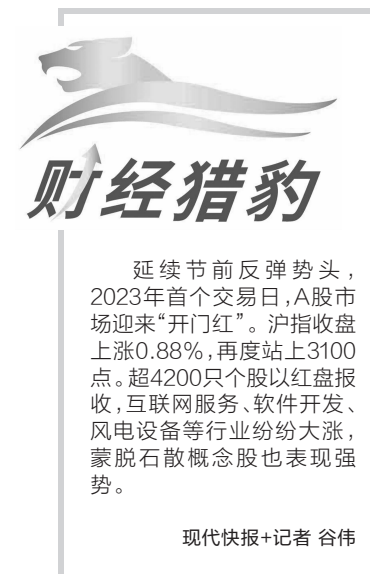 财经猎豹
延续节前反弹势头，
2023年首个交易日，A股市
场迎来“开门红”。沪指收盘
上涨0.88%，再度站上3100
点。超4200只个股以红盘报
收，互联网服务、软件开发、
风电设备等行业纷纷大涨，
蒙脱石散概念股也表现强
势。
现代快报+记者 谷伟